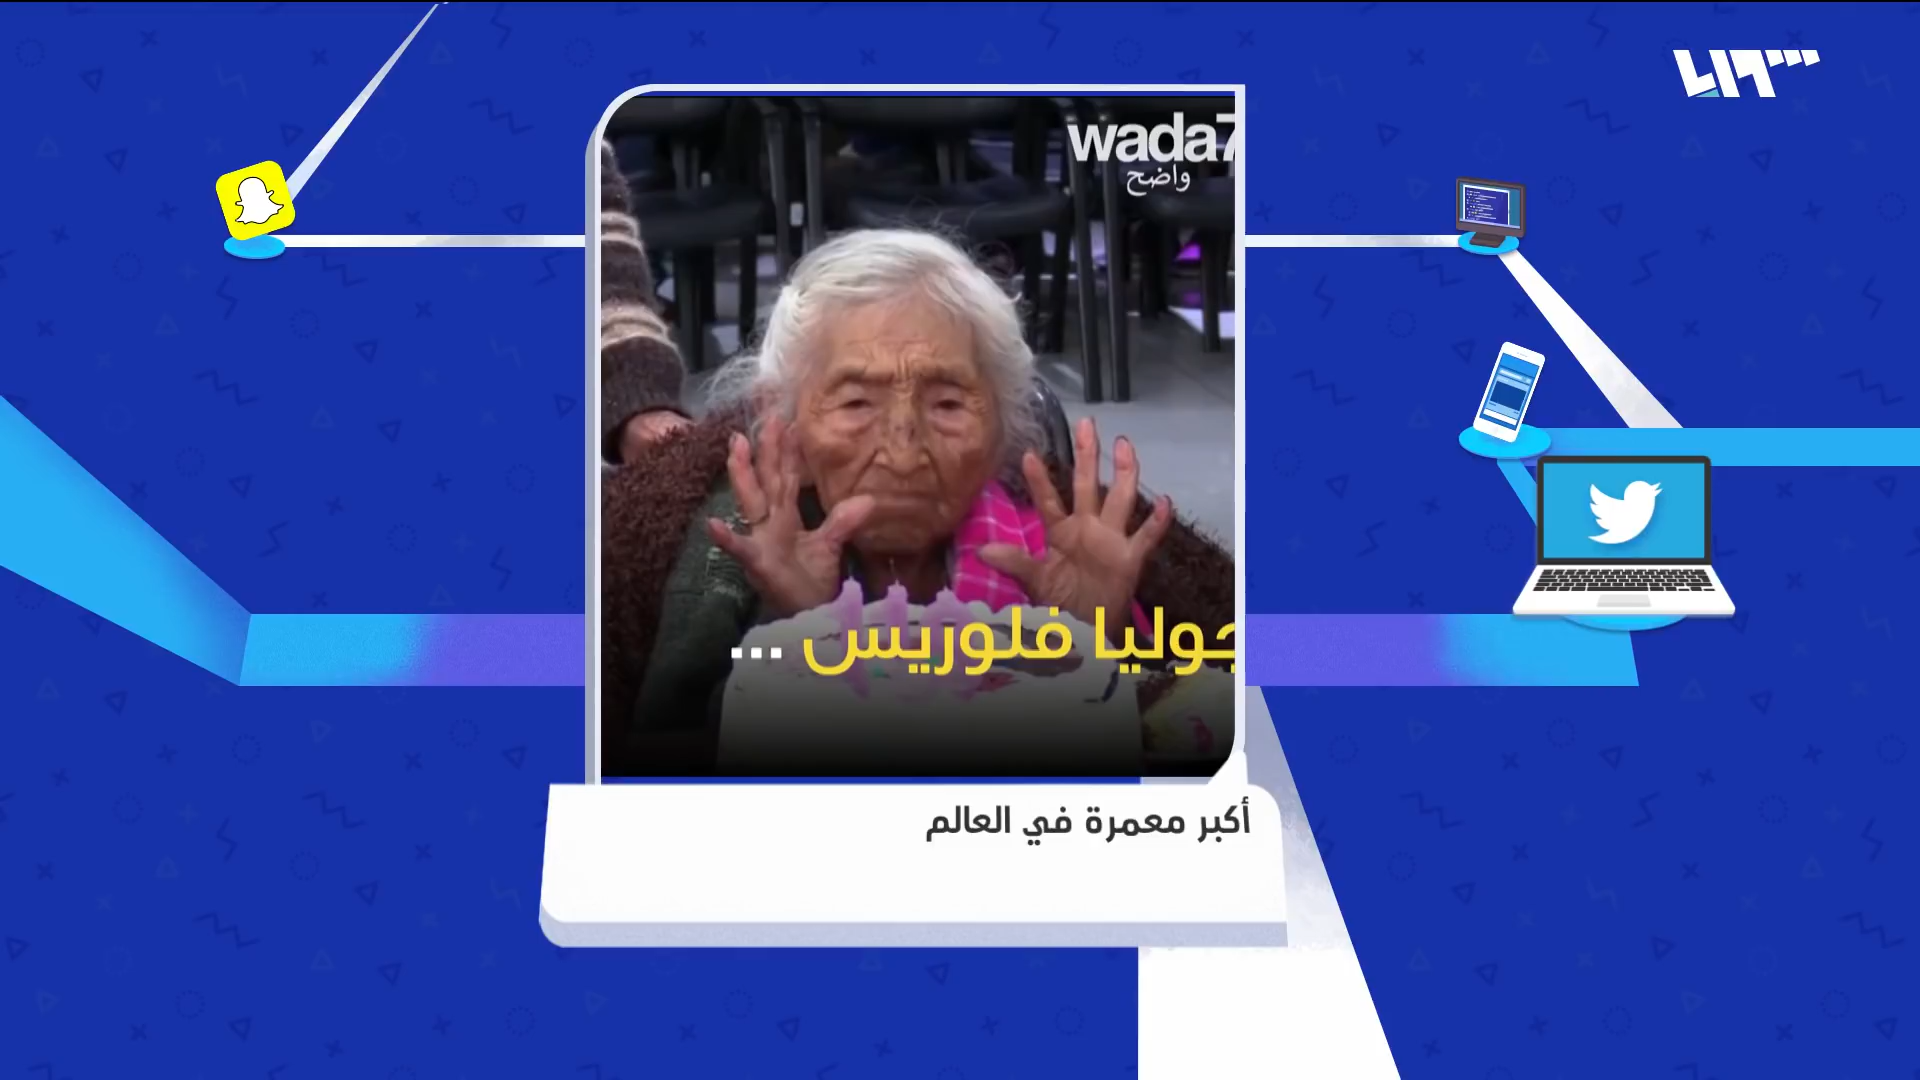 wada7
واضح
جوليا فلوريس ...
أكبر معمرة في العالم